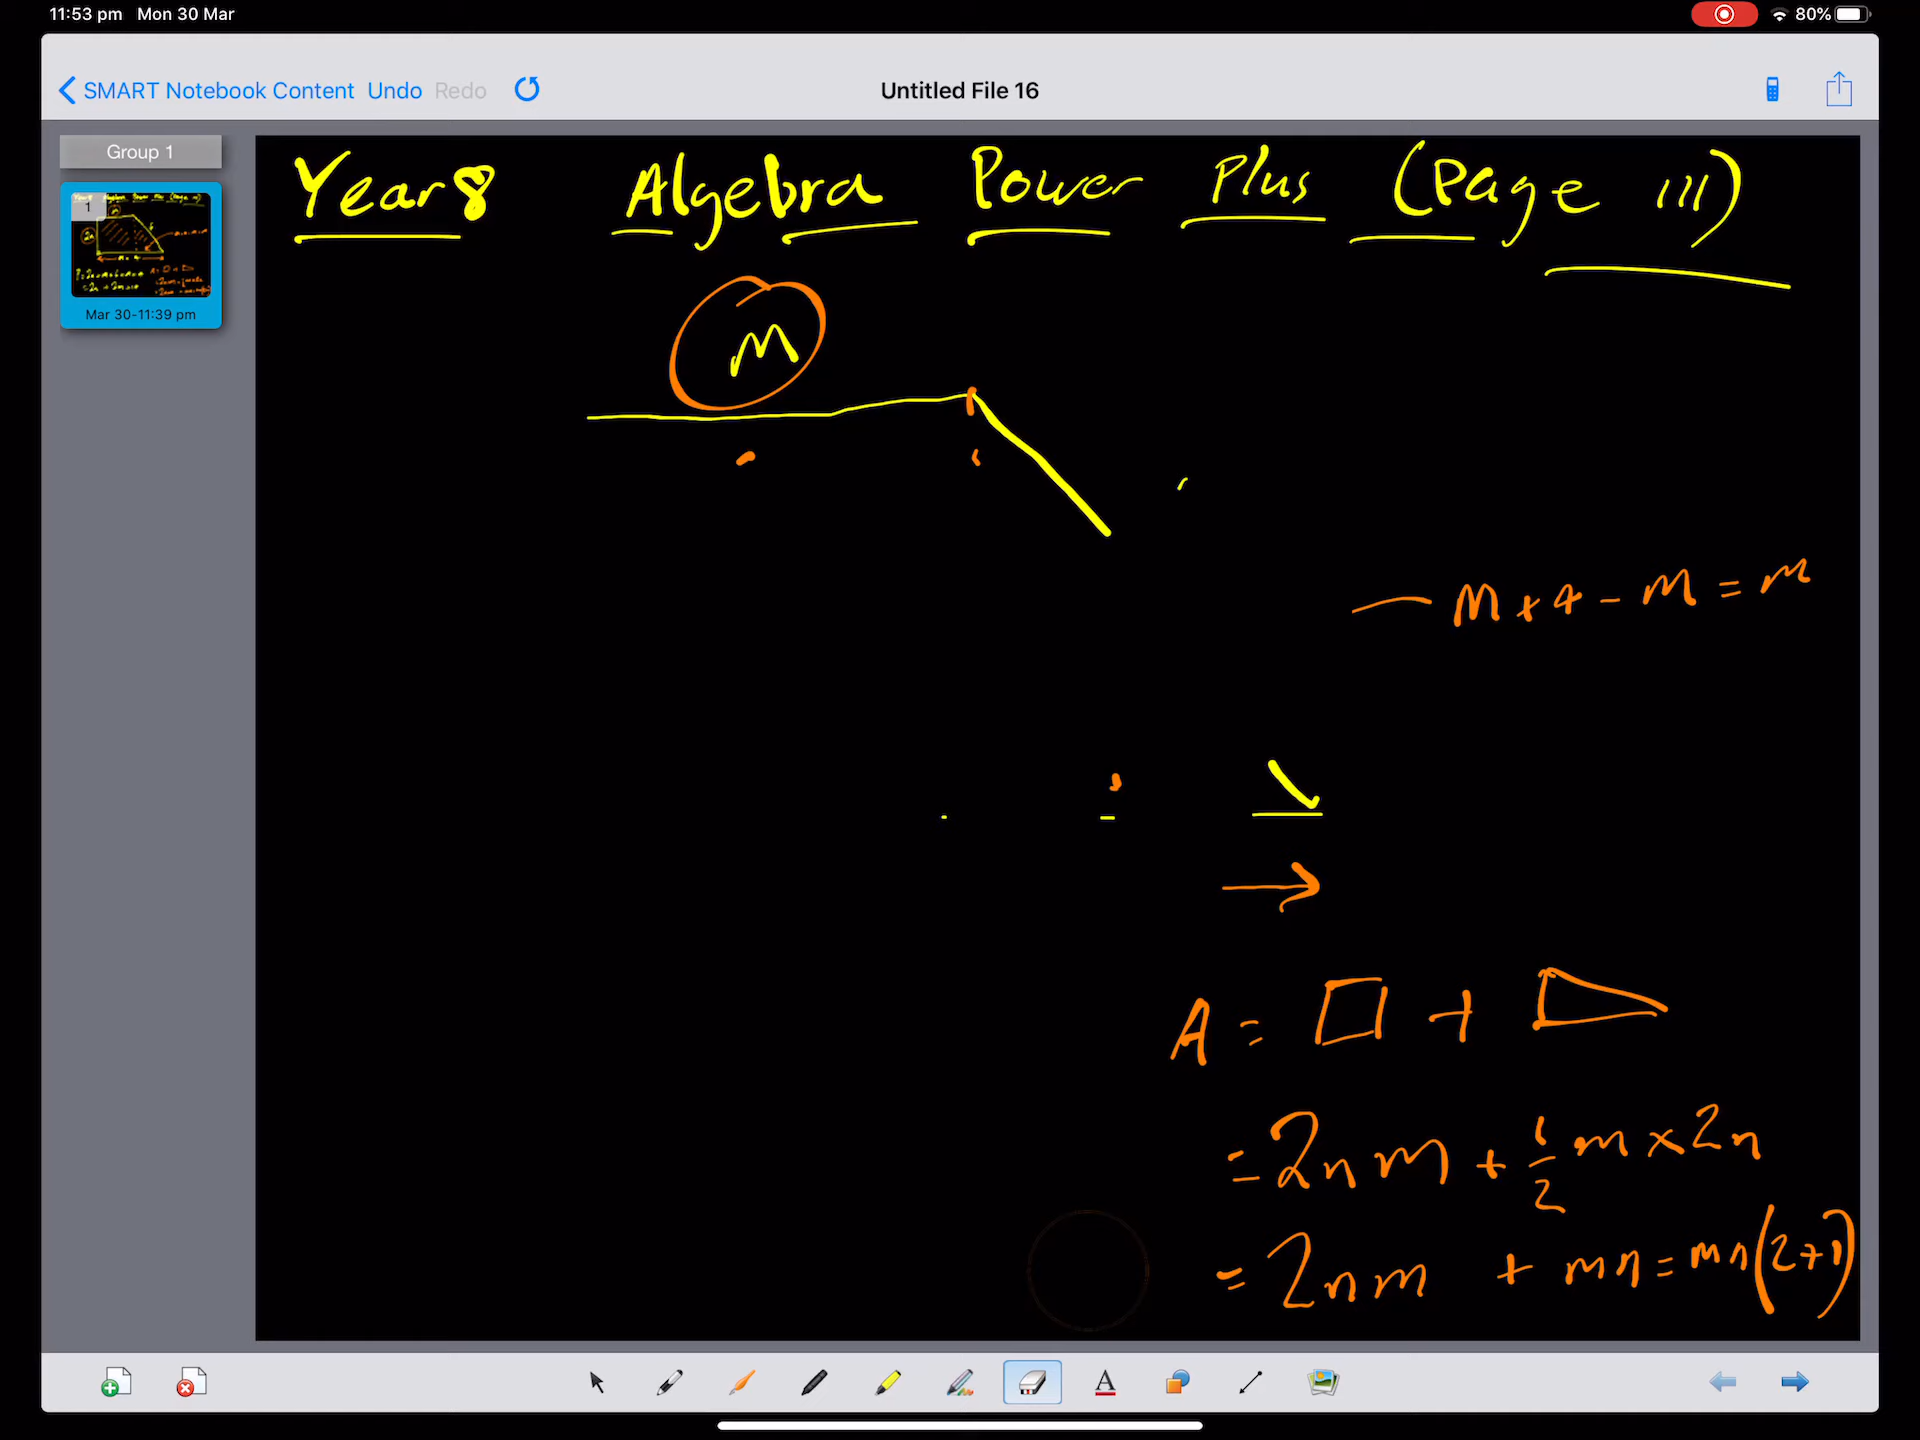 11:53 pm Mon 30 Mar 80%
SMART Notebook Content Undo Redo Untitled File 16
Group 1
1
Mar 30-11:39 pm
Year 8 Algebra Power Plus (Page 111)
m
m + 4 - m = m
A = □ +
= 2nm + 1/2 m × 2n
= 2nm + mn = mn(2+1)
A